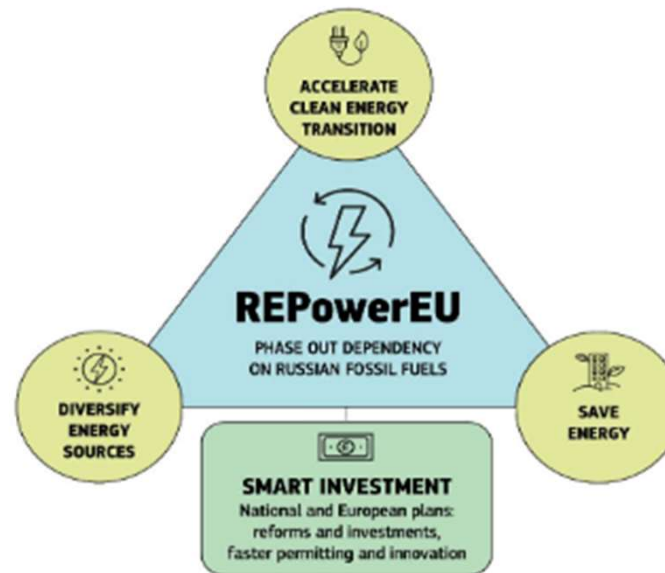 ACCELERATE
CLEAN ENERGY
TRANSITION
REPowerEU
PHASE OUT DEPENDENCY
ON RUSSIAN FOSSIL FUELS
DIVERSIFY
ENERGY
SOURCES
SAVE
ENERGY
SMART INVESTMENT
National and European plans:
reforms and investments,
faster permitting and innovation